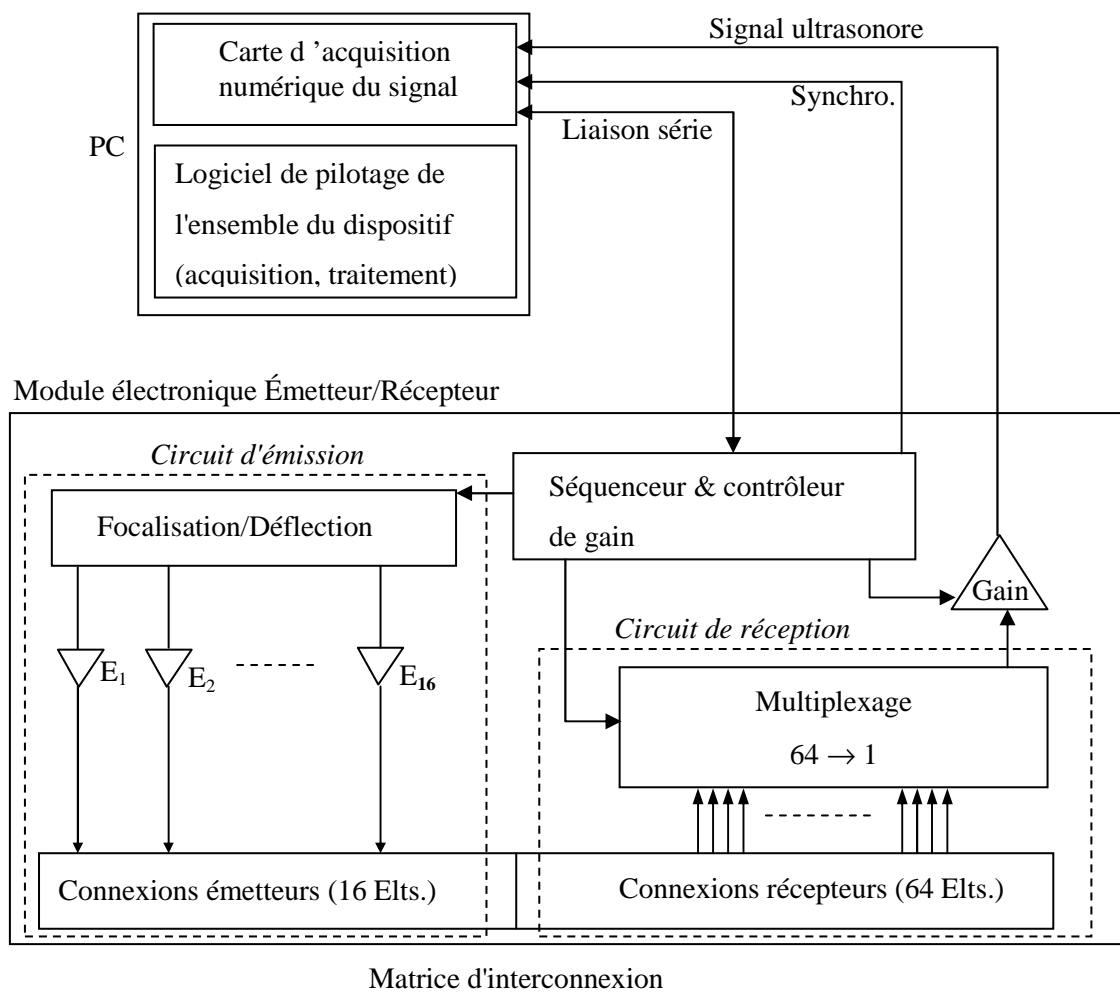 Signal ultrasonore
Carte d ’acquisition
numérique du signal
Synchro.
Liaison série
PC
Logiciel de pilotage de
l'ensemble du dispositif
(acquisition, traitement)
Module électronique Émetteur/Récepteur
Circuit d'émission
Séquenceur & contrôleur
de gain
Focalisation/Déflection
Gain
Circuit de réception
E1
E2
E16
Multiplexage
64 → 1
Connexions émetteurs (16 Elts.)
Connexions récepteurs (64 Elts.)
Matrice d'interconnexion